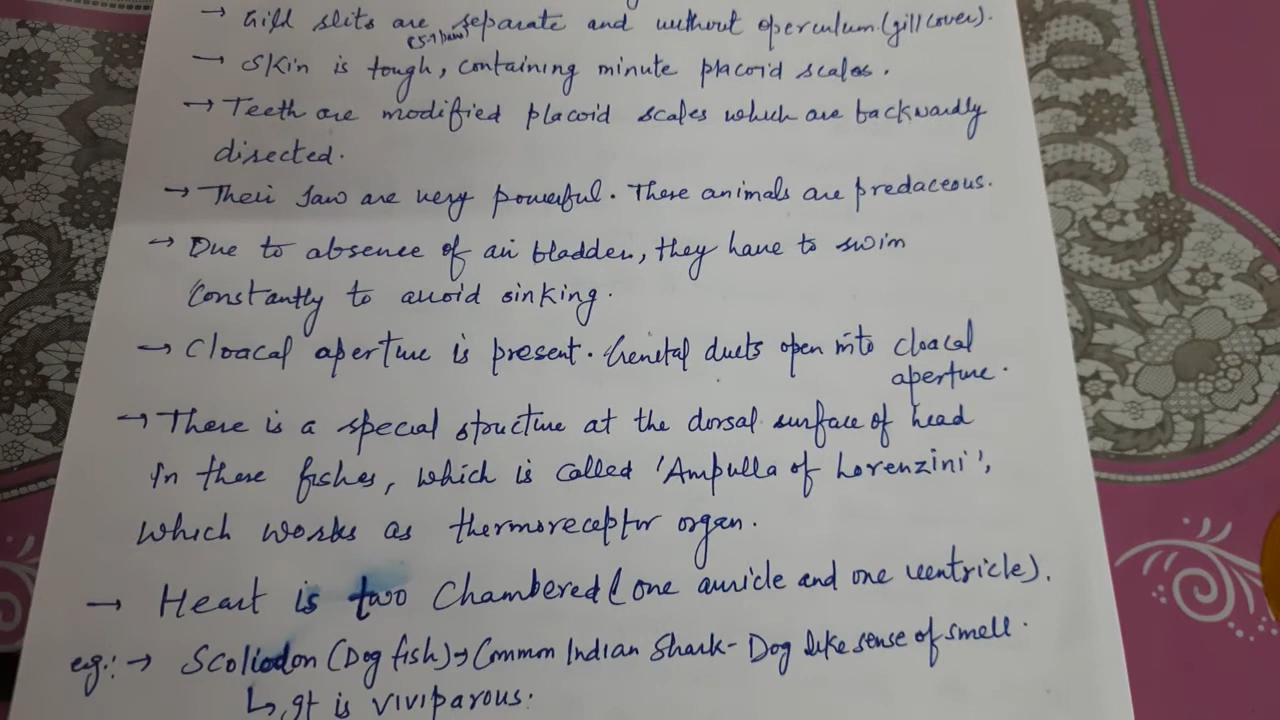 → Gill slits are separate and without operculum.(gill cover).
(5-7 pairs)
→ Skin is tough, containing minute placoid scales.
→ Teeth are modified placoid scales which are backwardly
directed.
→ Their Jaw are very powerful. These animals are predaceous.
→ Due to absence of air bladder, they have to swim
Constantly to avoid sinking.
→ Cloacal aperture is present. Genetal ducts open into cloacal
aperture.
→ There is a special structure at the dorsal surface of head
In these fishes, which is called 'Ampulla of Lorenzini',
which works as thermoreceptor organ.
→ Heart is two Chambered (one auricle and one ventricle).
eg:→ Scoliodon (Dog fish)→ Common Indian Shark- Dog like sense of smell.
↳ It is viviparous.